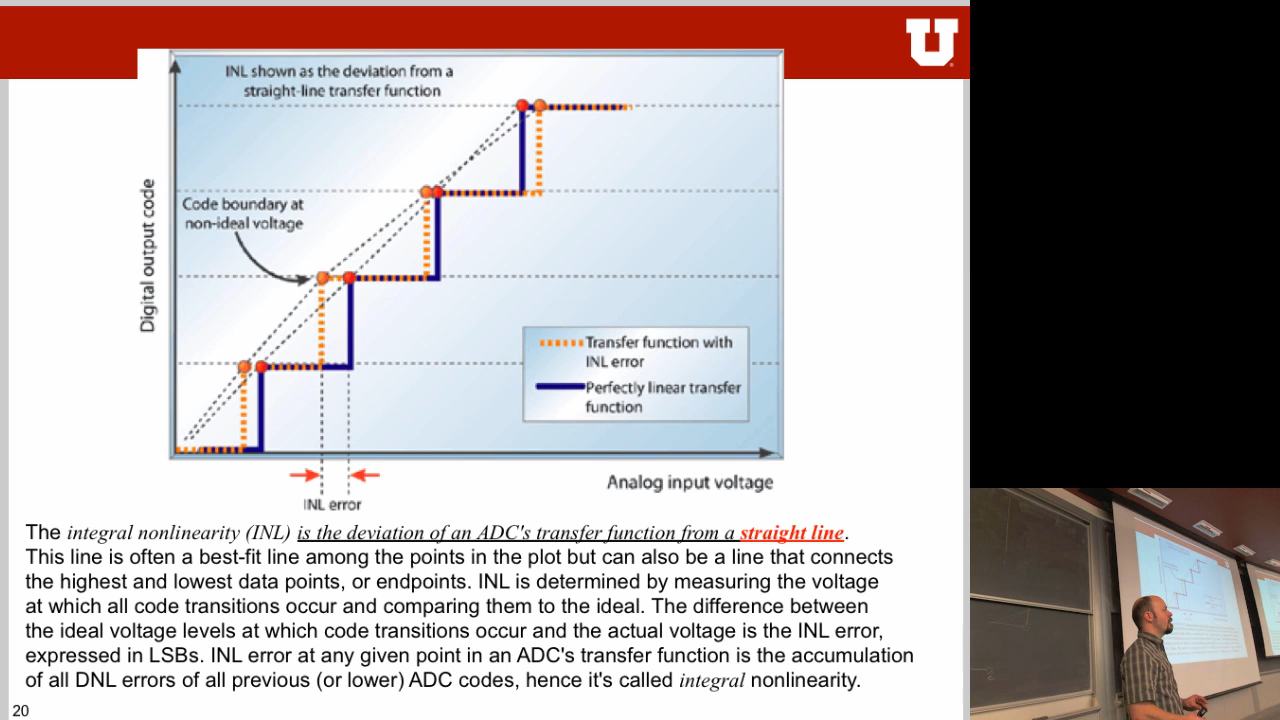 U
INL shown as the deviation from a
straight-line transfer function
Digital output code
Code boundary at
non-ideal voltage
Transfer function with
INL error
Perfectly linear transfer
function
Analog input voltage
INL error
The integral nonlinearity (INL) is the deviation of an ADC's transfer function from a straight line.
This line is often a best-fit line among the points in the plot but can also be a line that connects
the highest and lowest data points, or endpoints. INL is determined by measuring the voltage
at which all code transitions occur and comparing them to the ideal. The difference between
the ideal voltage levels at which code transitions occur and the actual voltage is the INL error,
expressed in LSBs. INL error at any given point in an ADC's transfer function is the accumulation
of all DNL errors of all previous (or lower) ADC codes, hence it's called integral nonlinearity.
20